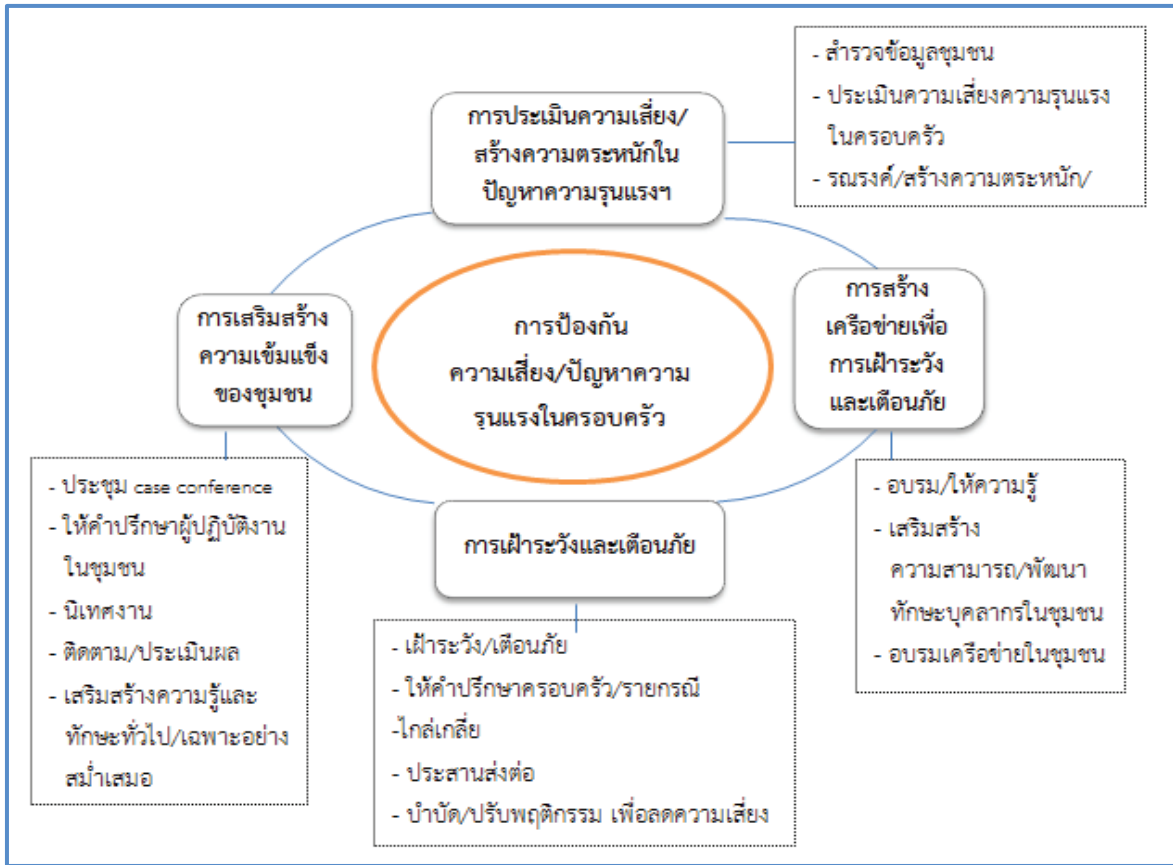 การประเมินความเสี่ยง/
สร้างความตระหนักใน
ปัญหาความรุนแรงฯ
- สำรวจข้อมูลชุมชน
- ประเมินความเสี่ยงความรุนแรง
ในครอบครัว
- รณรงค์/สร้างความตระหนัก/
การสร้าง
เครือข่ายเพื่อ
การเฝ้าระวัง
และเตือนภัย
- อบรม/ให้ความรู้
- เสริมสร้าง
ความสามารถ/พัฒนา
ทักษะบุคลากรในชุมชน
- อบรมเครือข่ายในชุมชน
การป้องกัน
ความเสี่ยง/ปัญหาความ
รุนแรงในครอบครัว
การเฝ้าระวังและเตือนภัย
- เฝ้าระวัง/เตือนภัย
- ให้คำปรึกษาครอบครัว/รายกรณี
-ไกล่เกลี่ย
- ประสานส่งต่อ
- บำบัด/ปรับพฤติกรรม เพื่อลดความเสี่ยง
การเสริมสร้าง
ความเข้มแข็ง
ของชุมชน
- ประชุม case conference
- ให้คำปรึกษาผู้ปฏิบัติงาน
ในชุมชน
- นิเทศงาน
- ติดตาม/ประเมินผล
- เสริมสร้างความรู้และ
ทักษะทั่วไป/เฉพาะอย่าง
สม่ำเสมอ